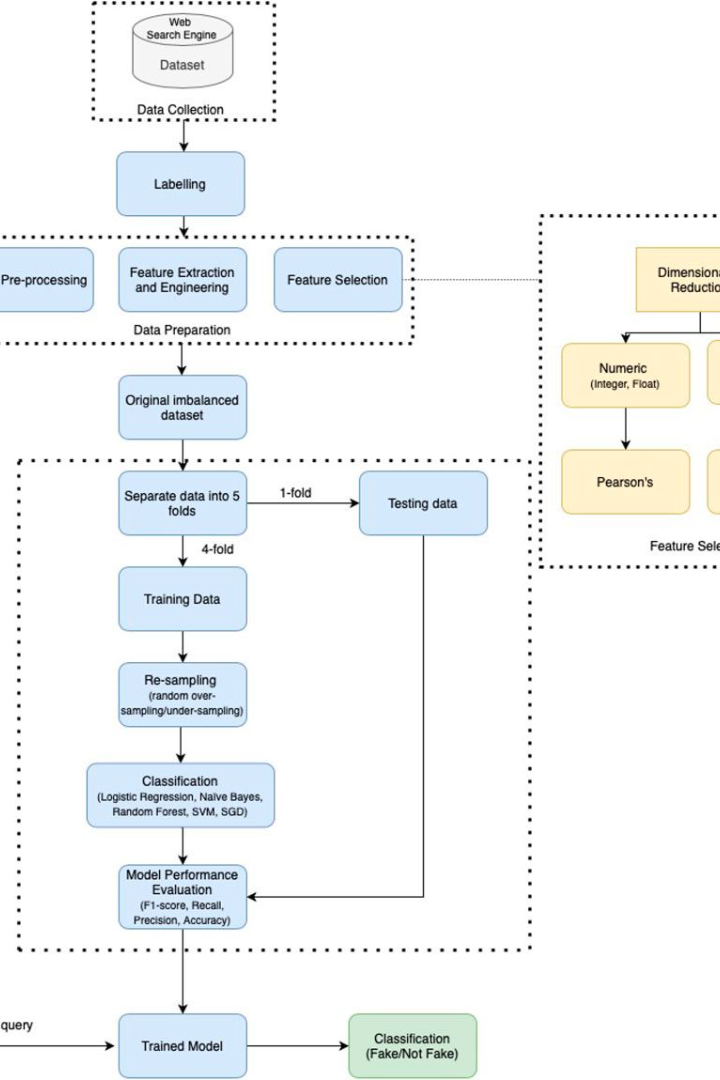 Web
Search Engine
Dataset
Data Collection
Labelling
Pre-processing
Feature Extraction
and Engineering
Feature Selection
Data Preparation
Original imbalanced
dataset
Separate data into 5
folds
1-fold
Testing data
4-fold
Training Data
Re-sampling
(random over-
sampling/under-sampling)
Classification
(Logistic Regression, Naïve Bayes,
Random Forest, SVM, SGD)
Model Performance
Evaluation
(F1-score, Recall,
Precision, Accuracy)
query
Trained Model
Classification
(Fake/Not Fake)
Numeric
(Integer, Float)
Pearson's
Feature